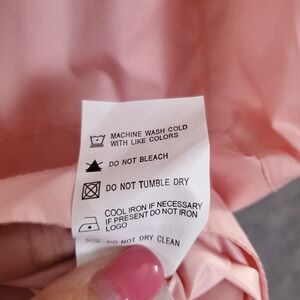 MACHINE WASH COLD
WITH LIKE COLORS
DO NOT BLEACH
DO NOT TUMBLE DRY
COOL IRON IF NECESSARY
IF PRESENT DO NOT IRON
LOGO
DO NOT DRY CLEAN